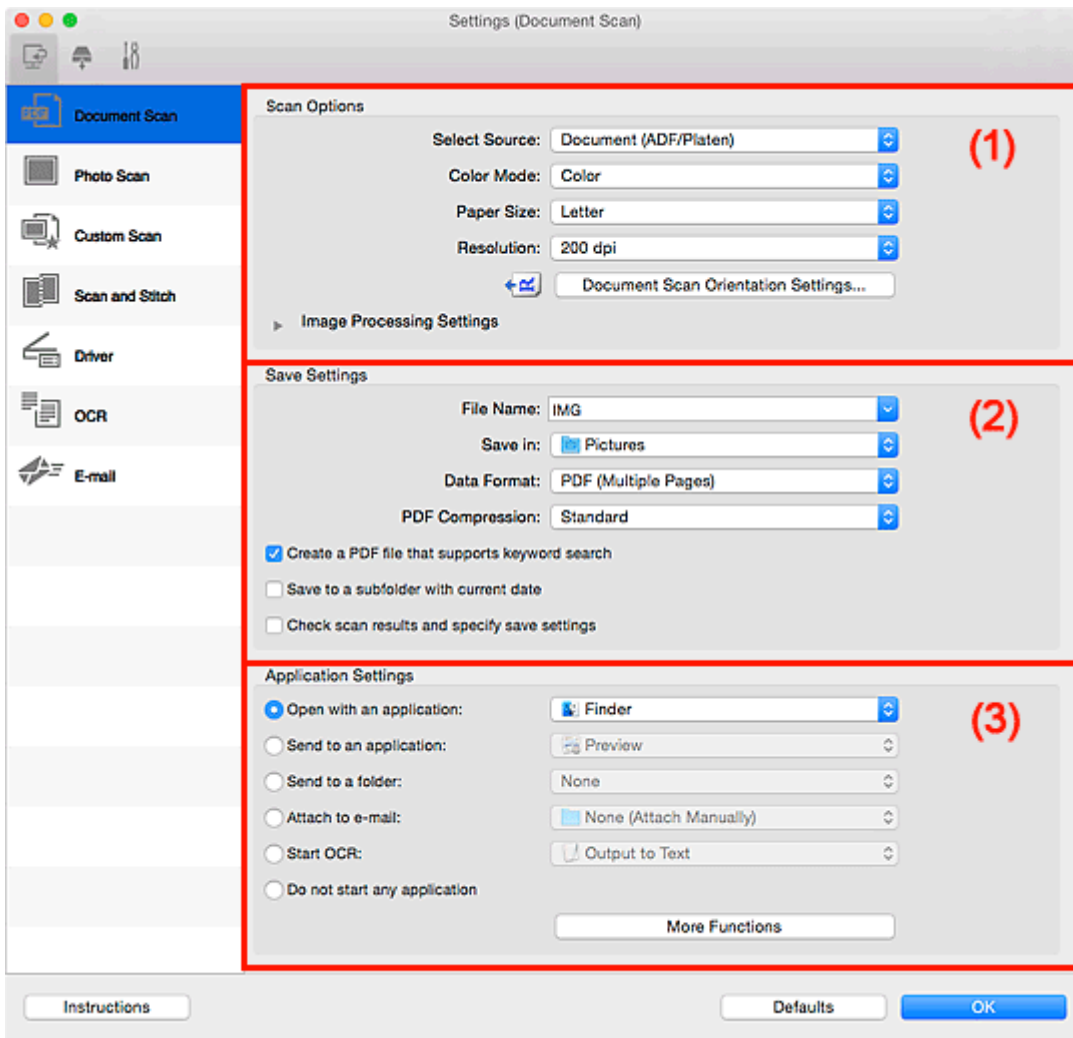 Settings (Document Scan)
Document Scan
Photo Scan
Custom Scan
Scan and Stitch
Driver
OCR
E-mail
Scan Options
(1)
Select Source: Document (ADF/Platen)
Color Mode: Color
Paper Size: Letter
Resolution: 200 dpi
Document Scan Orientation Settings...
Image Processing Settings
Save Settings
(2)
File Name: IMG
Save in: Pictures
Data Format: PDF (Multiple Pages)
PDF Compression: Standard
Create a PDF file that supports keyword search
Save to a subfolder with current date
Check scan results and specify save settings
Application Settings
(3)
Open with an application: Finder
Send to an application: Preview
Send to a folder: None
Attach to e-mail: None (Attach Manually)
Start OCR: Output to Text
Do not start any application
More Functions
Instructions
Defaults
OK